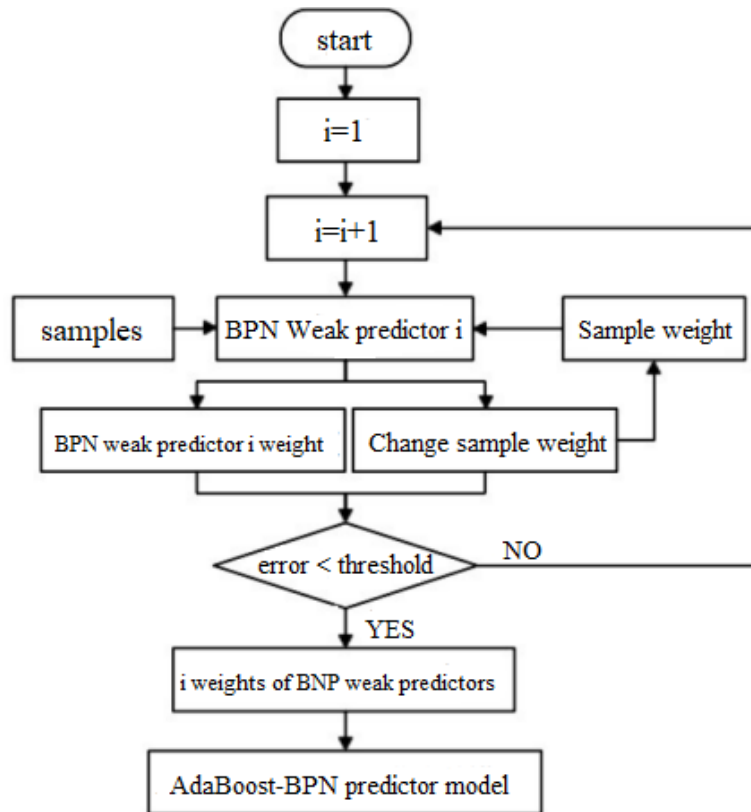 start
i=1
i=i+1
samples
BPN Weak predictor i
Sample weight
BPN weak predictor i weight
Change sample weight
error < threshold
NO
YES
i weights of BNP weak predictors
AdaBoost-BPN predictor model